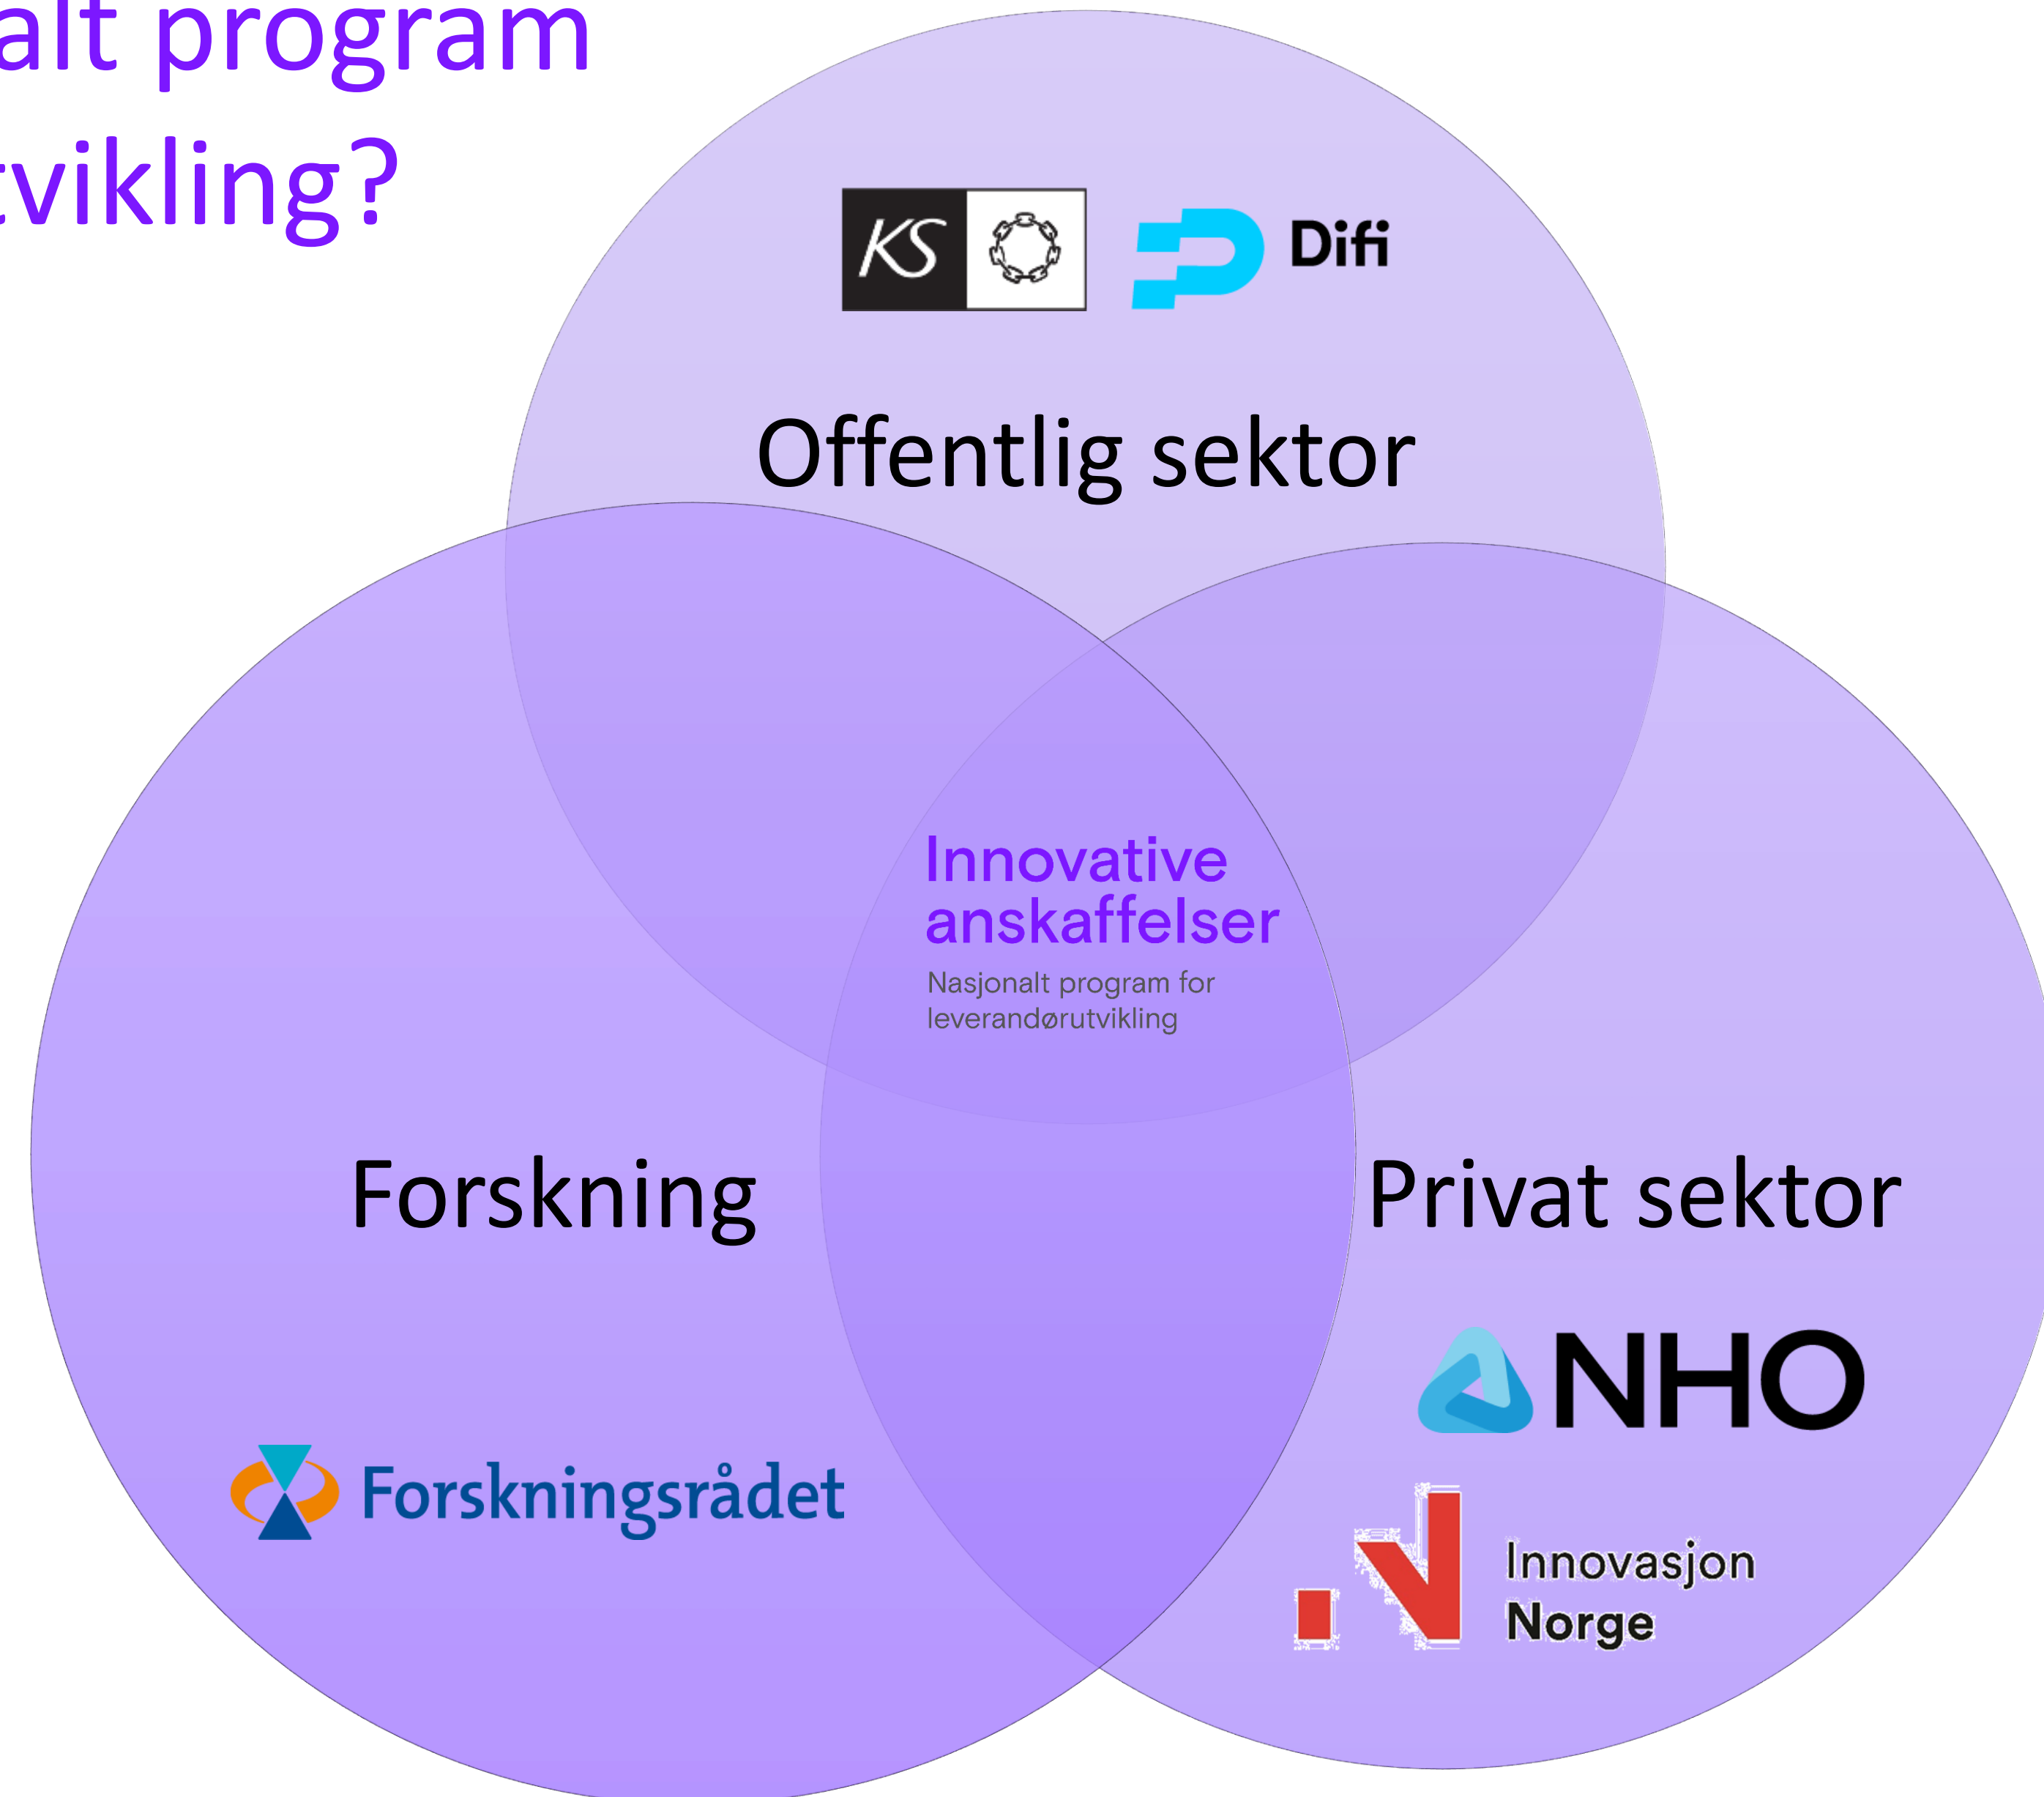 alt program
vikling?
KS
Difi
Offentlig sektor
Innovative
anskaffelser
Nasjonalt program for
leverandørutvikling
Forskning
Privat sektor
NHO
Forskningsrådet
Innovasjon
Norge